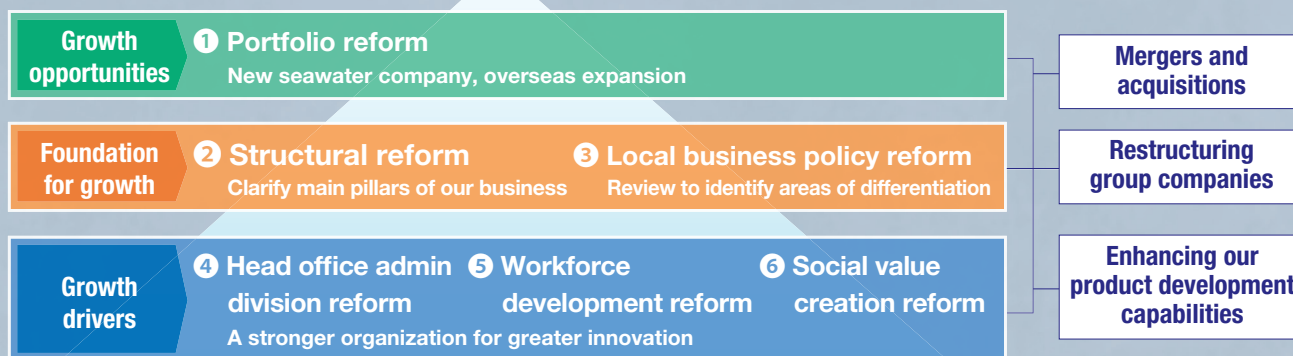 Growth
opportunities
❶ Portfolio reform
New seawater company, overseas expansion
Foundation
for growth
❷ Structural reform
Clarify main pillars of our business
❸ Local business policy reform
Review to identify areas of differentiation
Growth
drivers
❹ Head office admin
division reform
❺ Workforce
development reform
❻ Social value
creation reform
A stronger organization for greater innovation
Mergers and
acquisitions
Restructuring
group companies
Enhancing our
product development
capabilities